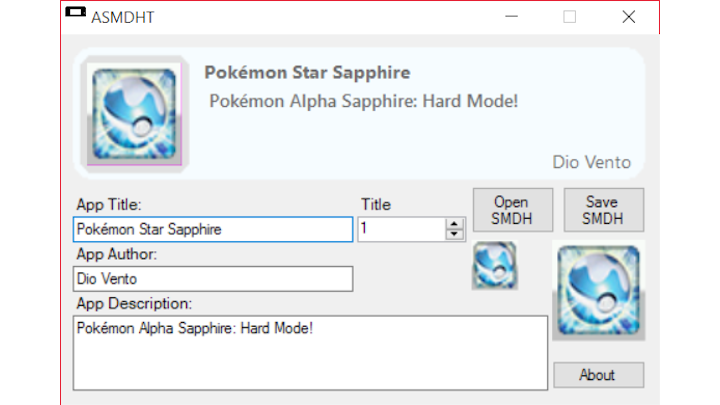 ASMDHT
Pokémon Star Sapphire
Pokémon Alpha Sapphire: Hard Mode!
Dio Vento
App Title:
Title
Open SMDH
Save SMDH
Pokémon Star Sapphire
1
App Author:
Dio Vento
App Description:
Pokémon Alpha Sapphire: Hard Mode!
About